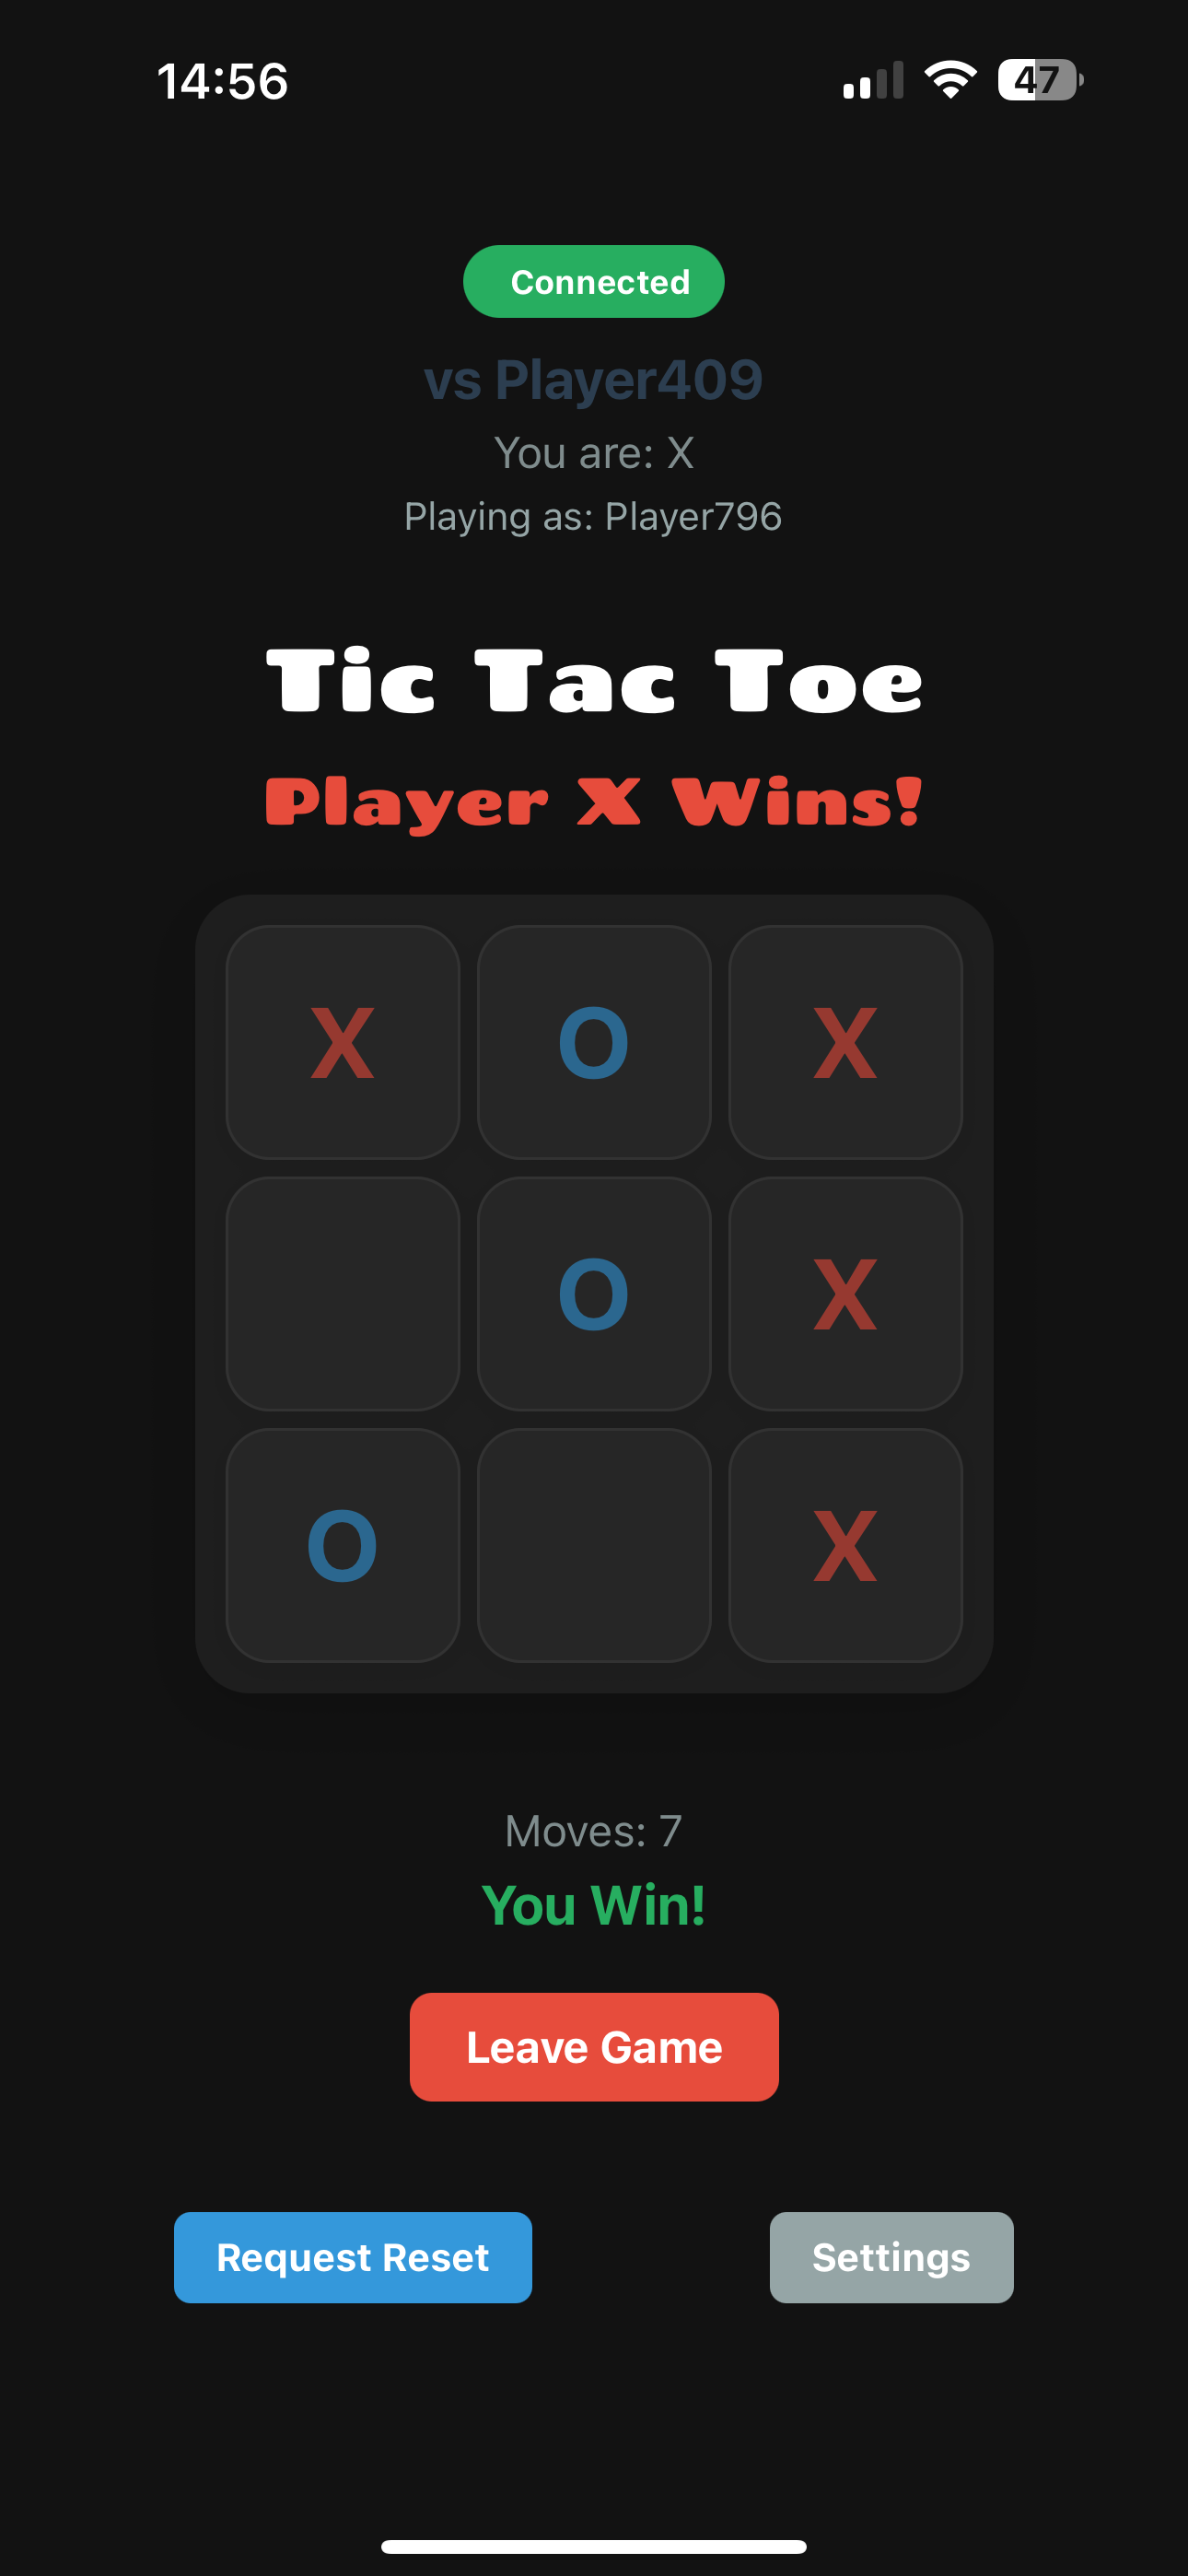 14:56 47
Connected
vs Player409
You are: X
Playing as: Player796
Tic Tac Toe
Player X Wins!
X O X
O X
O X
Moves: 7
You Win!
Leave Game
Request Reset Settings